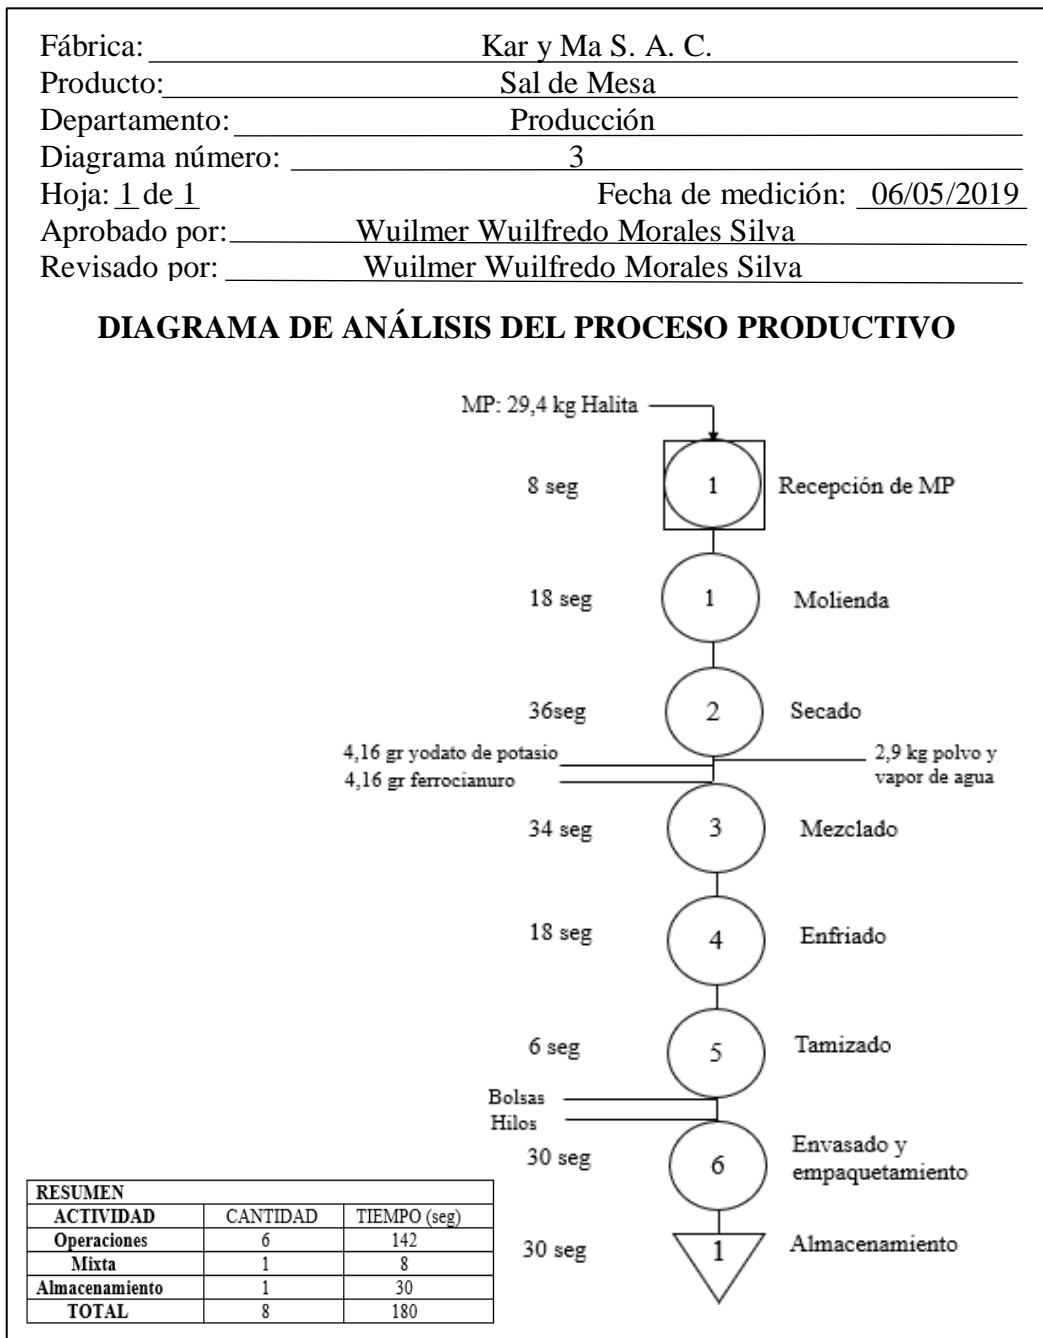 Fábrica: Kar y Ma S. A. C.
Producto: Sal de Mesa
Departamento: Producción
Diagrama número: 3
Hoja: 1 de 1 Fecha de medición: 06/05/2019
Aprobado por: Wuilmer Wuilfredo Morales Silva
Revisado por: Wuilmer Wuilfredo Morales Silva
DIAGRAMA DE ANÁLISIS DEL PROCESO PRODUCTIVO
MP: 29,4 kg Halita
8 seg 1 Recepción de MP
18 seg 1 Molienda
36seg 2 Secado
4,16 gr yodato de potasio 2,9 kg polvo y
4,16 gr ferrocianuro vapor de agua
34 seg 3 Mezclado
18 seg 4 Enfriado
6 seg 5 Tamizado
Bolsas
Hilos
30 seg 6 Envasado y
empaquetamiento
30 seg 1 Almacenamiento
RESUMEN
ACTIVIDAD CANTIDAD TIEMPO (seg)
Operaciones 6 142
Mixta 1 8
Almacenamiento 1 30
TOTAL 8 180